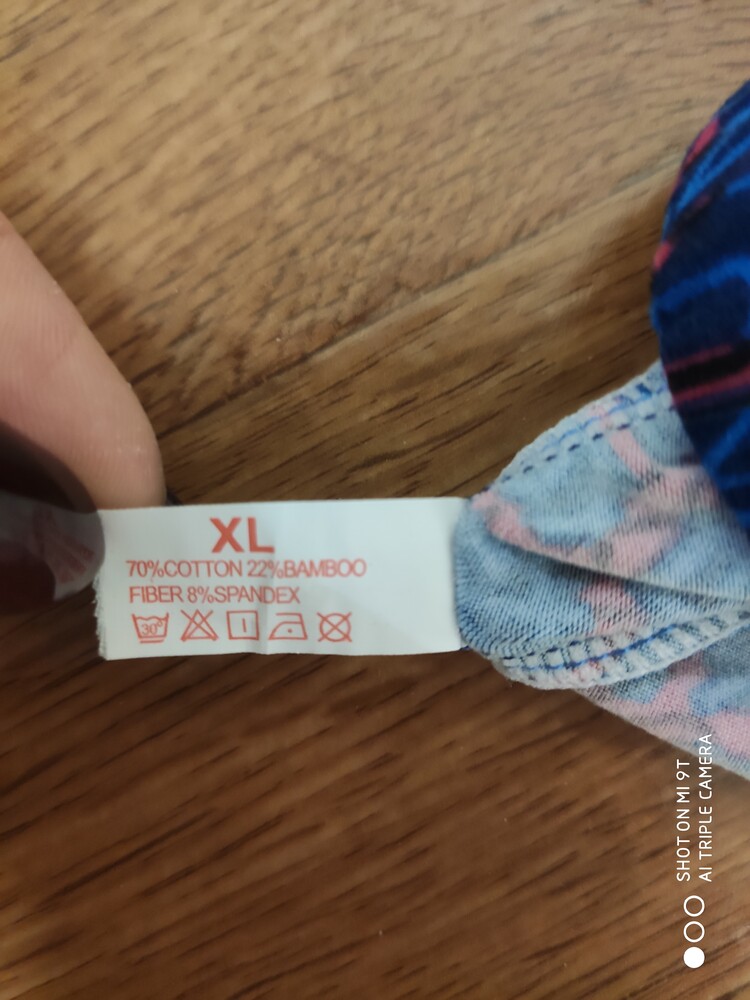 XL
70%COTTON 22%BAMBOO
FIBER 8%SPANDEX
30°
SHOT ON MI 9T
AI TRIPLE CAMERA